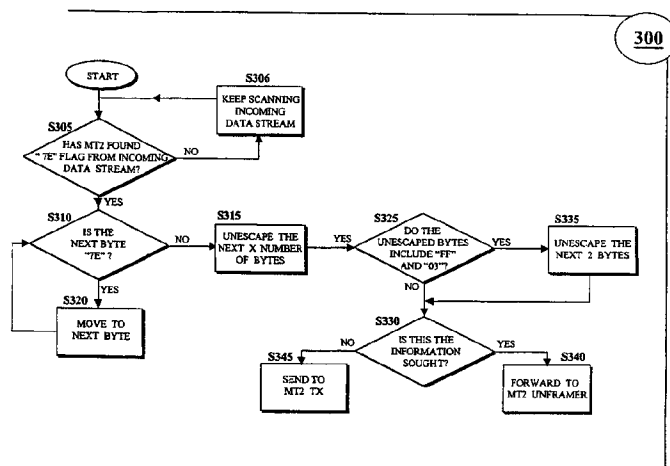 300
START
S306
KEEP SCANNING
INCOMING
DATA STREAM
S305
HAS MT2 FOUND
"7E" FLAG FROM INCOMING
DATA STREAM?
NO
YES
S310
IS THE
NEXT BYTE
"7E" ?
NO
S315
UNESCAPE THE
NEXT X NUMBER
OF BYTES
YES
S325
DO THE
UNESCAPED BYTES
INCLUDE "FF"
AND "03"?
YES
S335
UNESCAPE THE
NEXT 2 BYTES
YES
S320
MOVE TO
NEXT BYTE
NO
S330
IS THIS THE
INFORMATION
SOUGHT?
NO
YES
S345
SEND TO
MT2 TX
S340
FORWARD TO
MT2 UNFRAMER